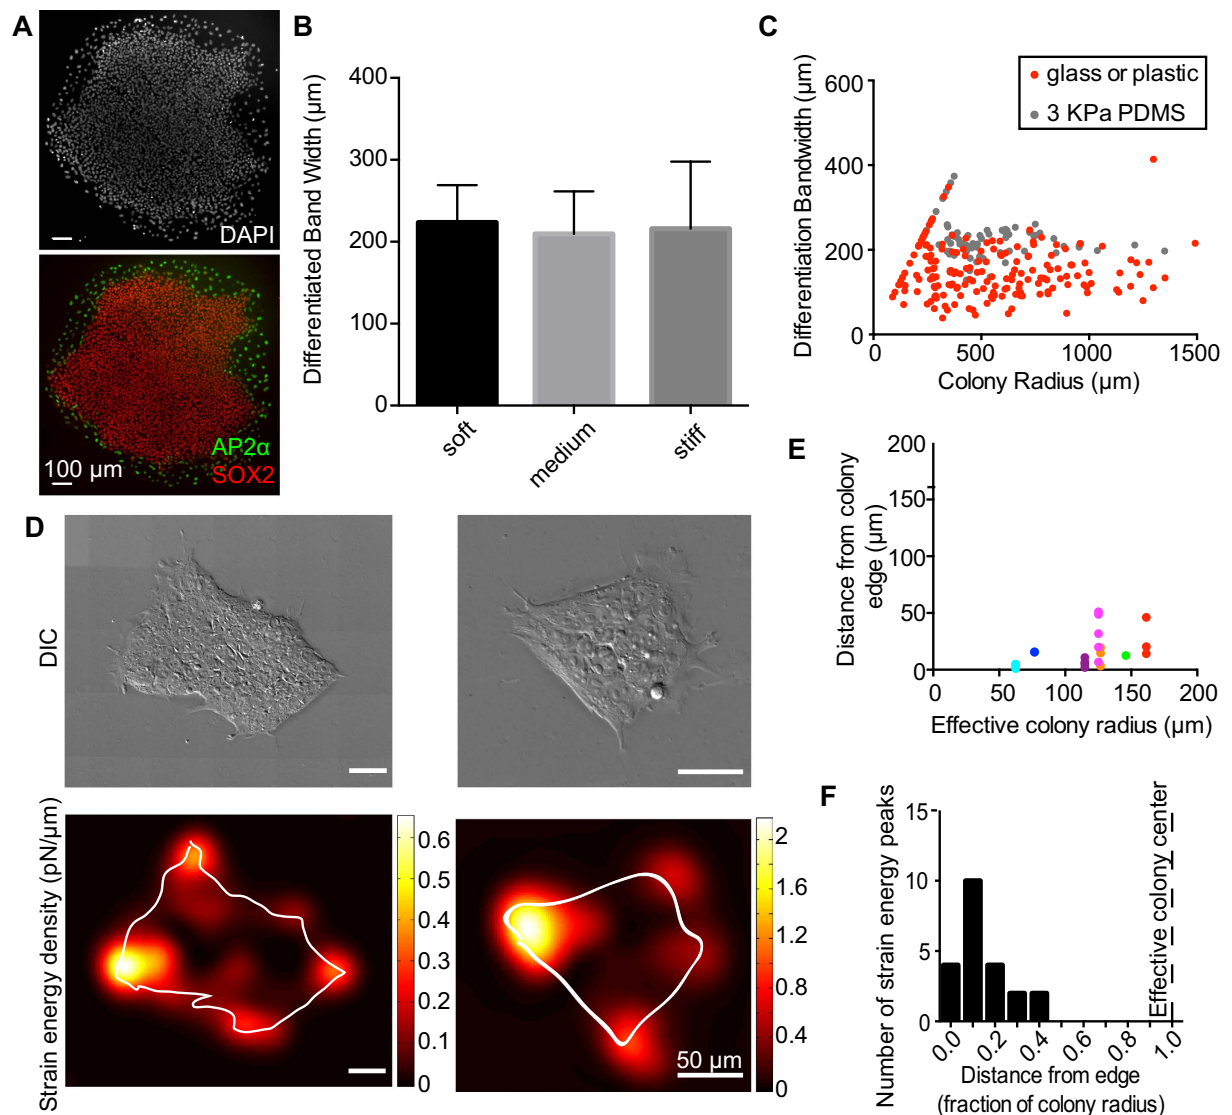 A
DAPI
AP2α
SOX2
100 µm
B
Differentiated Band Width (µm)
400
300
200
100
0
soft
medium
stiff
C
Differentiation Bandwidth (µm)
600
400
200
0
0
500
1000
1500
Colony Radius (µm)
glass or plastic
3 KPa PDMS
D
DIC
Strain energy density (pN/µm)
0.6
0.5
0.4
0.3
0.2
0.1
0
50 µm
2
1.6
1.2
0.8
0.4
0
E
Distance from colony
edge (µm)
200
150
100
50
0
0
50
100
150
200
Effective colony radius (µm)
F
Number of strain energy peaks
15
10
5
0
Effective colony center
0.0
0.2
0.4
0.6
0.8
1.0
Distance from edge
(fraction of colony radius)